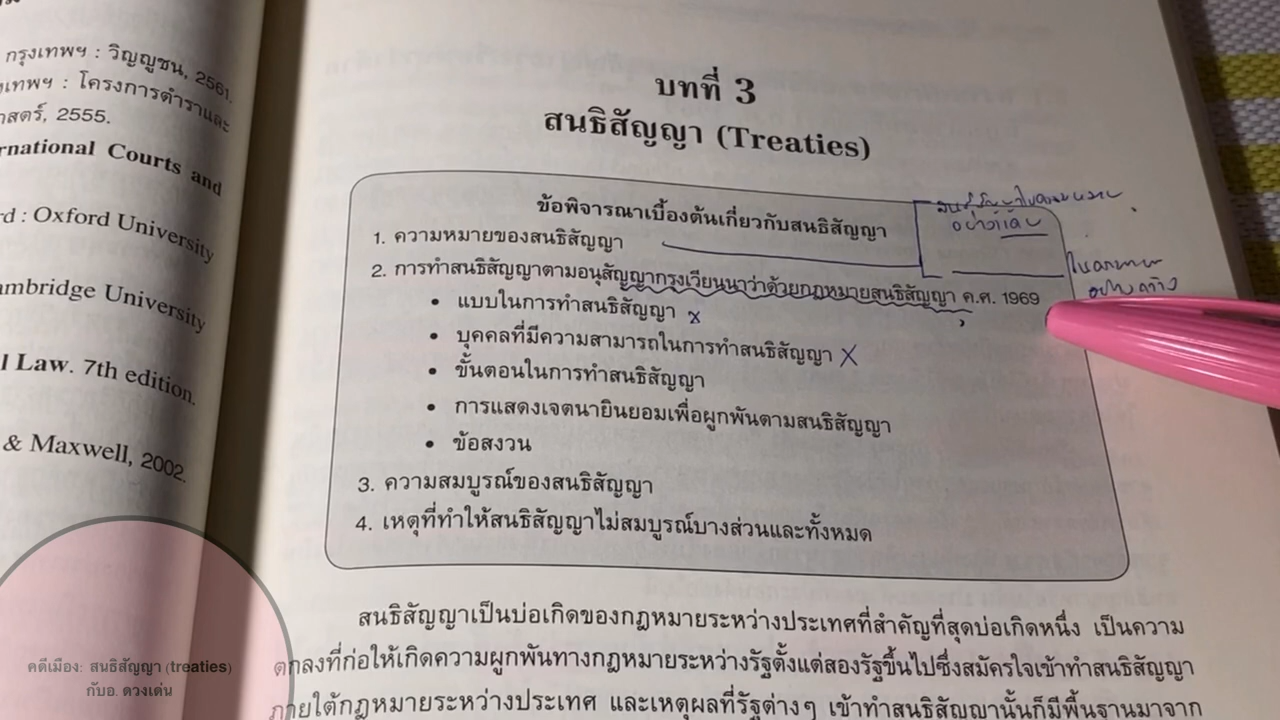 กรุงเทพฯ : วิญญูชน, 2561.
งเทพฯ : โครงการตำราและ
าสตร์, 2555.
rnational Courts and
rd : Oxford University
ambridge University
l Law. 7th edition.
& Maxwell, 2002.
บทที่ 3
สนธิสัญญา (Treaties)
ข้อพิจารณาเบื้องต้นเกี่ยวกับสนธิสัญญา
1. ความหมายของสนธิสัญญา
2. การทำสนธิสัญญาตามอนุสัญญากรุงเวียนนาว่าด้วยกฎหมายสนธิสัญญา ค.ศ. 1969
• แบบในการทำสนธิสัญญา x
• บุคคลที่มีความสามารถในการทำสนธิสัญญา X
• ขั้นตอนในการทำสนธิสัญญา
• การแสดงเจตนายินยอมเพื่อผูกพันตามสนธิสัญญา
• ข้อสงวน
3. ความสมบูรณ์ของสนธิสัญญา
4. เหตุที่ทำให้สนธิสัญญาไม่สมบูรณ์บางส่วนและทั้งหมด
สนธิสัญญาเป็นบ่อเกิดของกฎหมายระหว่างประเทศที่สำคัญที่สุดบ่อเกิดหนึ่ง เป็นความ
ตกลงที่ก่อให้เกิดความผูกพันทางกฎหมายระหว่างรัฐตั้งแต่สองรัฐขึ้นไปซึ่งสมัครใจเข้าทำสนธิสัญญา
ภายใต้กฎหมายระหว่างประเทศ และเหตุผลที่รัฐต่างๆ เข้าทำสนธิสัญญานั้นก็มีพื้นฐานมาจาก
คดีเมือง: สนธิสัญญา (treaties)
กับอ. ดวงเด่น